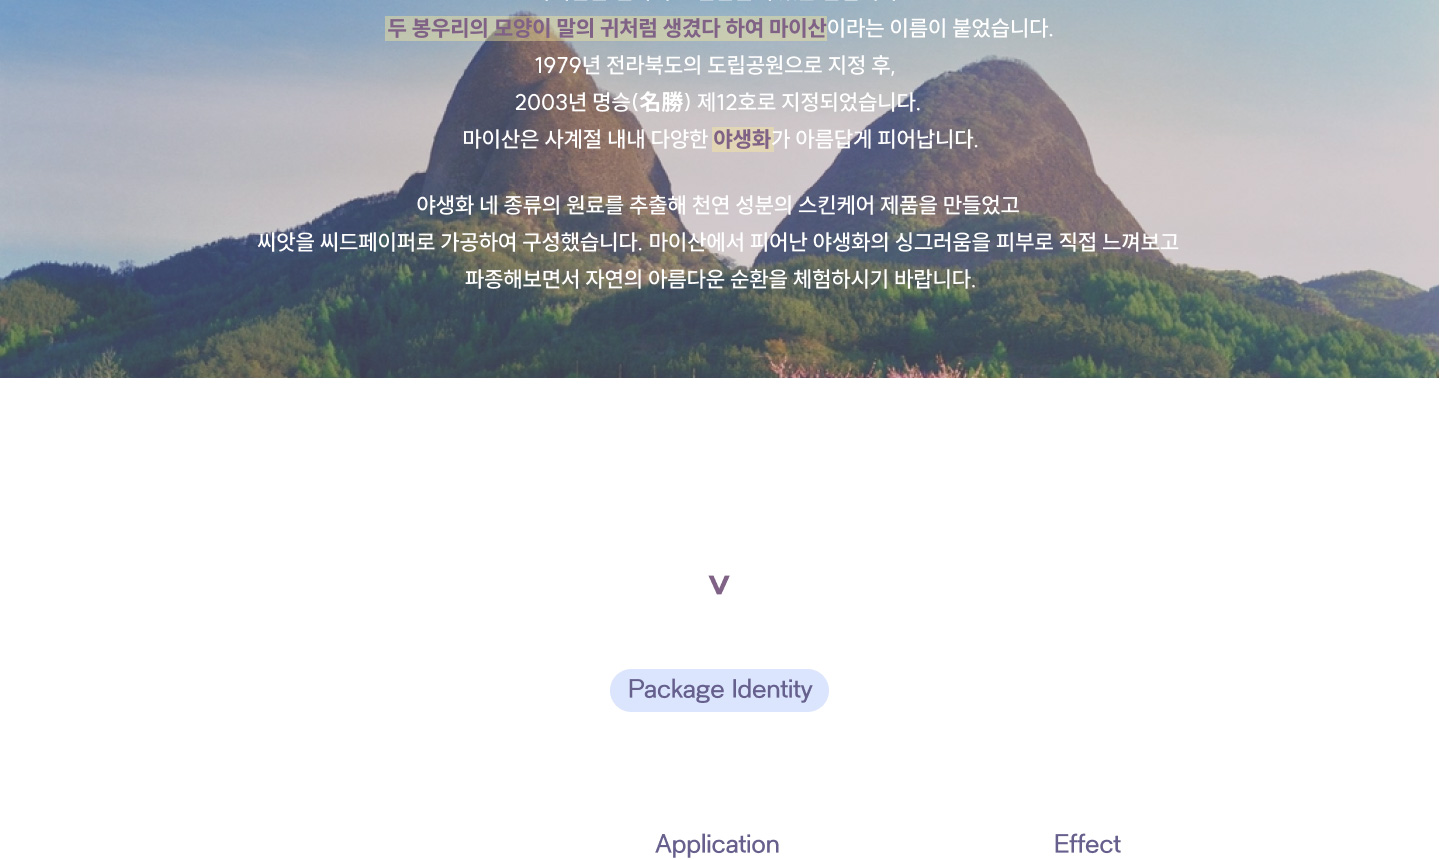 두 봉우리의 모양이 말의 귀처럼 생겼다 하여 마이산이라는 이름이 붙었습니다.
1979년 전라북도의 도립공원으로 지정 후,
2003년 명승(名勝) 제12호로 지정되었습니다.
마이산은 사계절 내내 다양한 야생화가 아름답게 피어납니다.
야생화 네 종류의 원료를 추출해 천연 성분의 스킨케어 제품을 만들었고
씨앗을 씨드페이퍼로 가공하여 구성했습니다. 마이산에서 피어난 야생화의 싱그러움을 피부로 직접 느껴보고
파종해보면서 자연의 아름다운 순환을 체험하시기 바랍니다.
Package Identity
Application
Effect